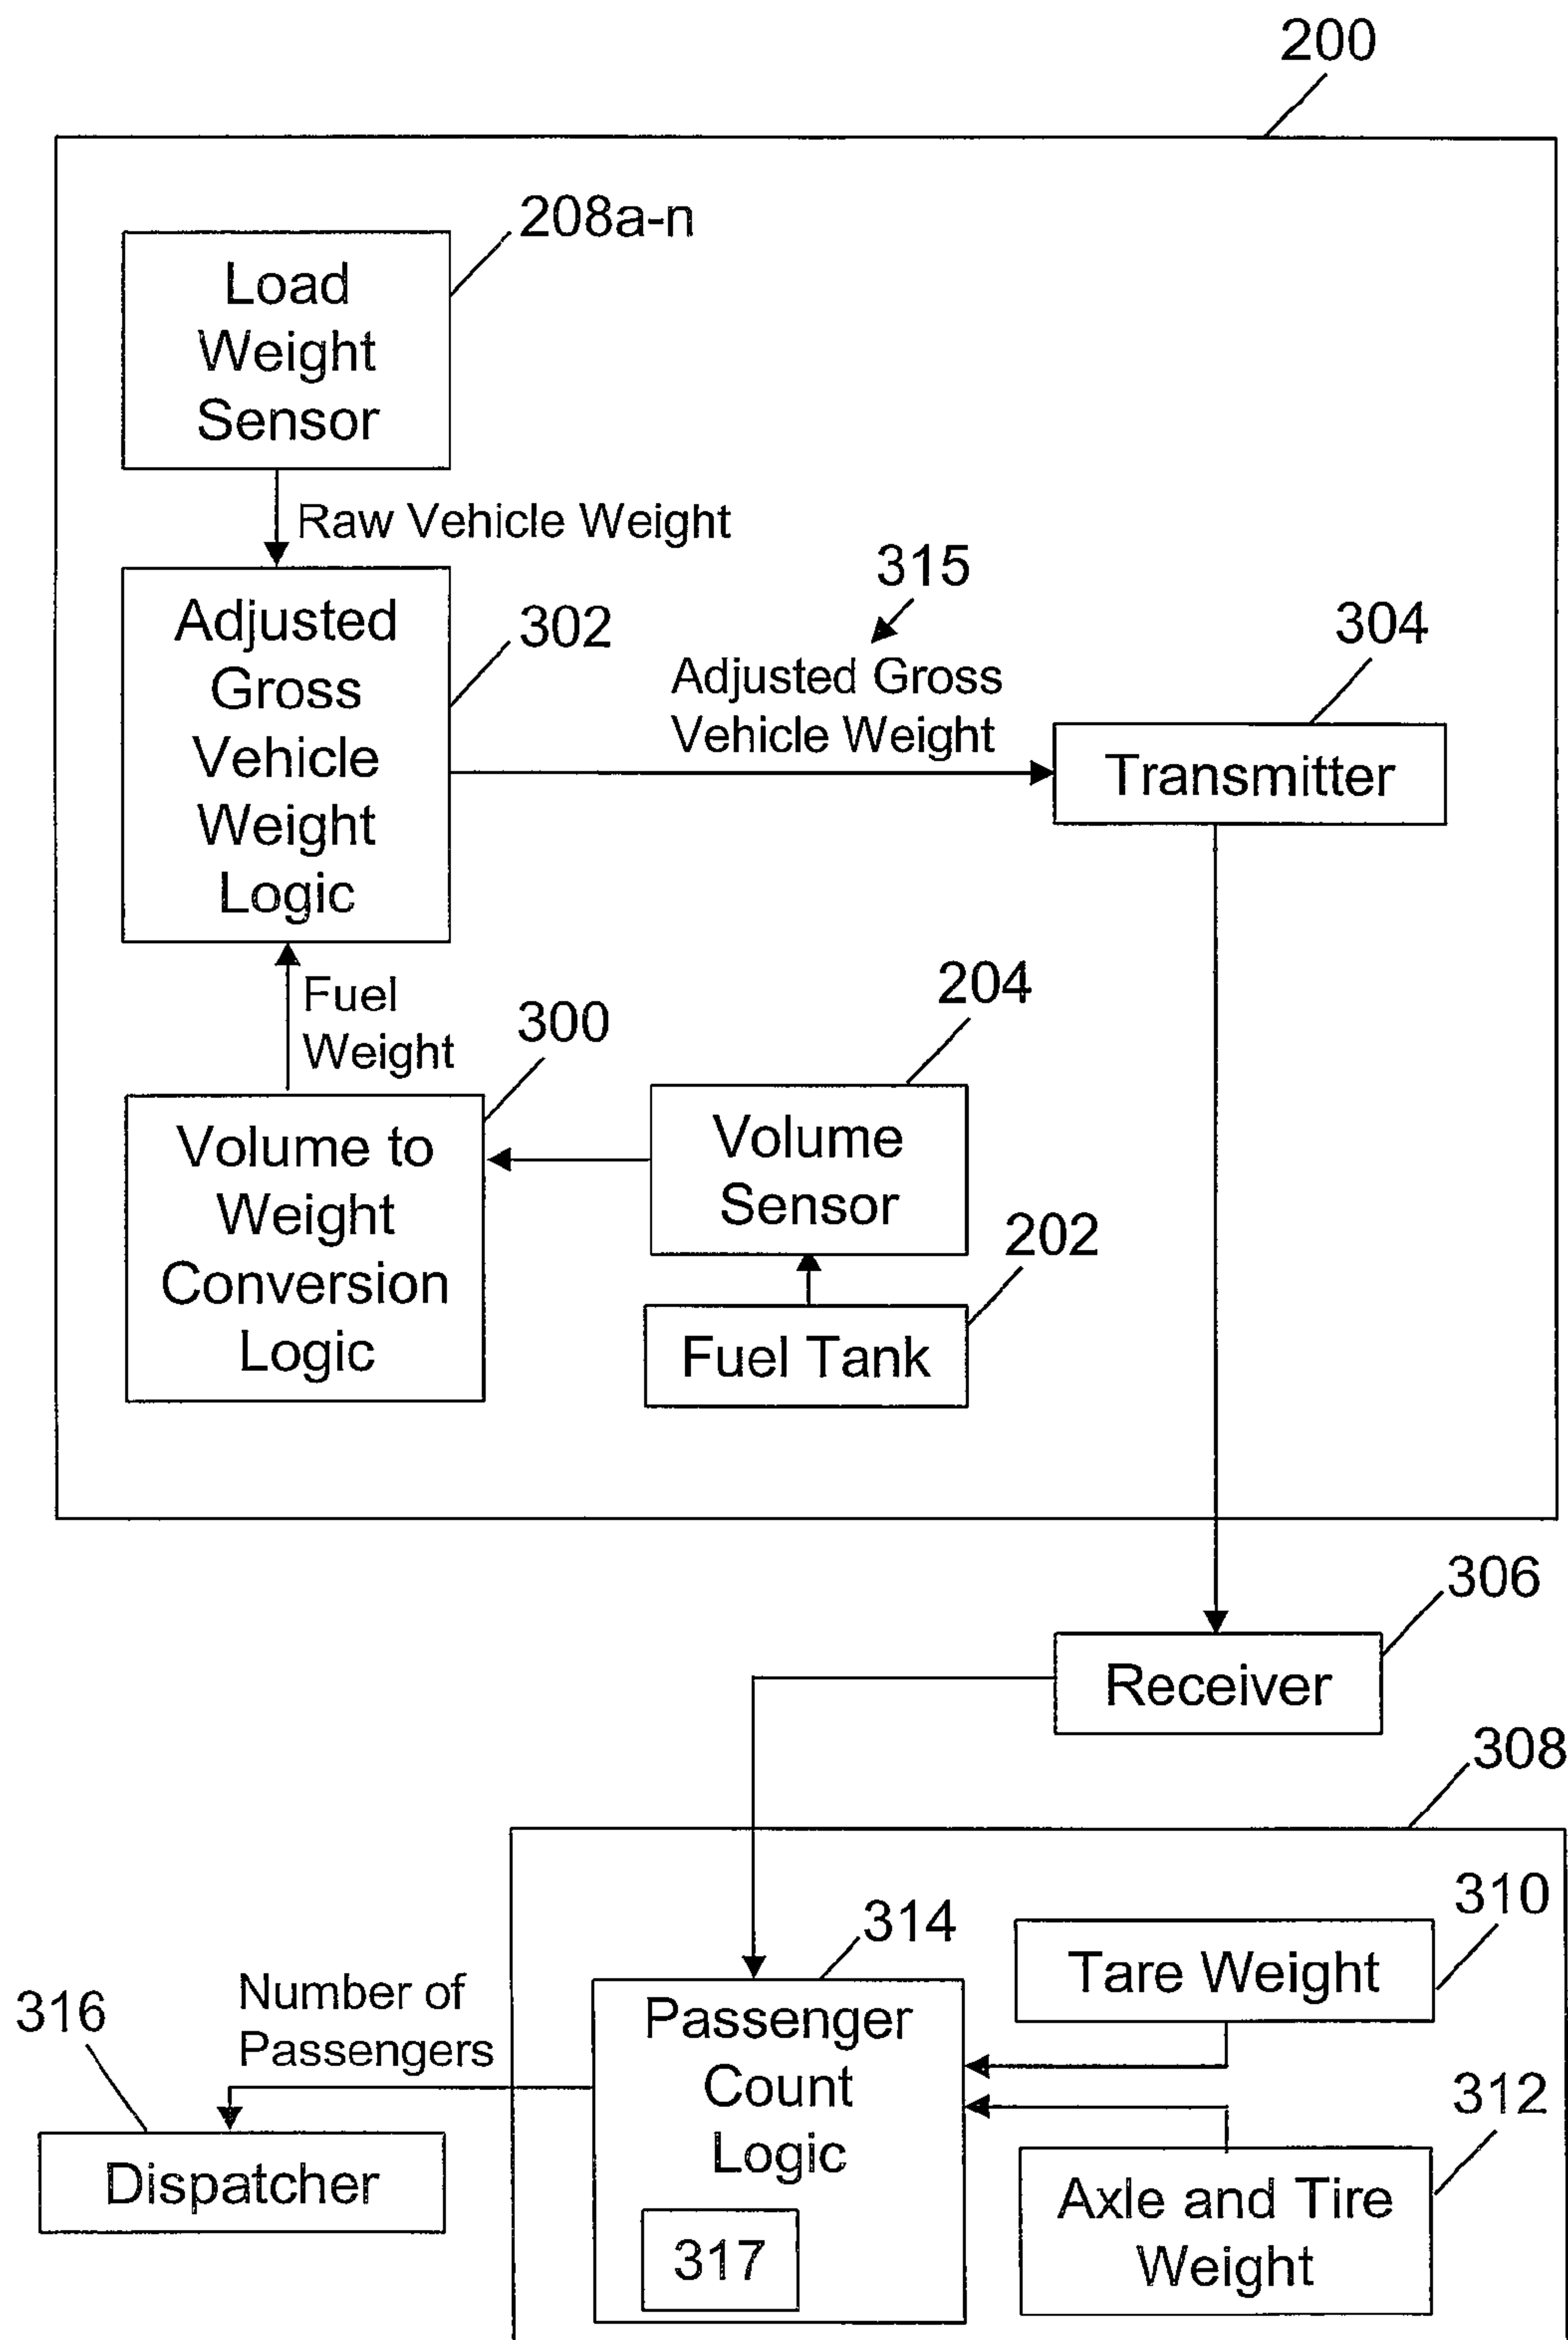 200
208a-n
Load
Weight
Sensor
Raw Vehicle Weight
315
Adjusted
Gross
Vehicle
Weight
Logic
302
Adjusted Gross
Vehicle Weight
304
Transmitter
Fuel
Weight
300
204
Volume to
Weight
Conversion
Logic
Volume
Sensor
202
Fuel Tank
306
Receiver
308
310
314
Tare Weight
Number of
Passengers
316
Passenger
Count
Logic
312
Dispatcher
Axle and Tire
Weight
317